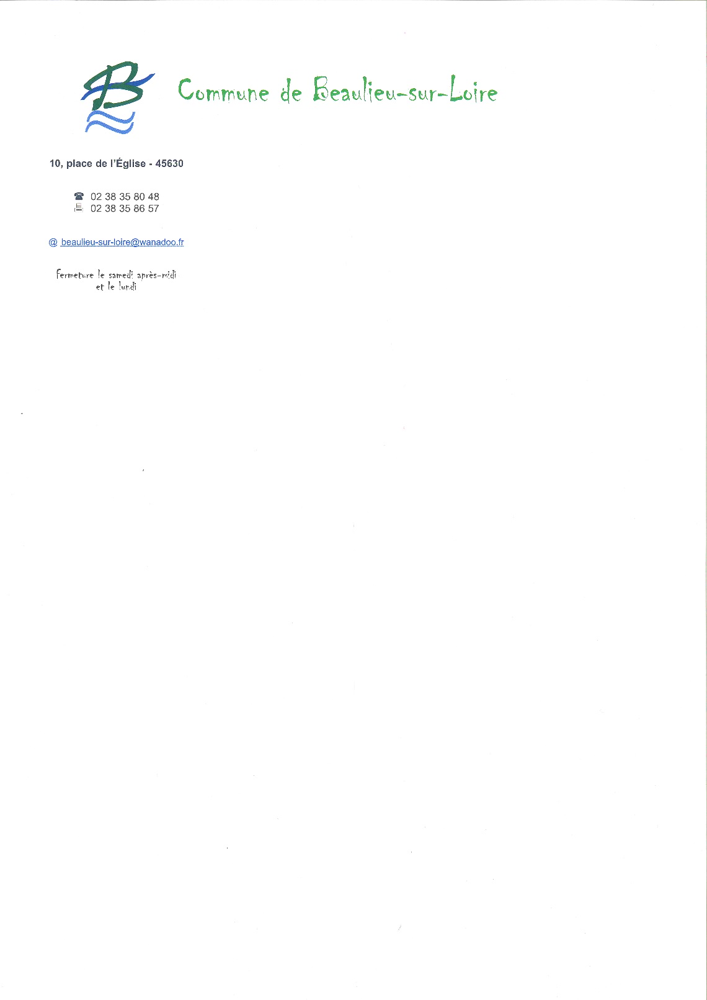 B
Commune de Beaulieu-sur-Loire
10, place de l'Église - 45630
☎ 02 38 35 80 48
02 38 35 86 57
@ beaulieu-sur-loire@wanadoo.fr
Fermeture le samedi après-midi
et le lundi